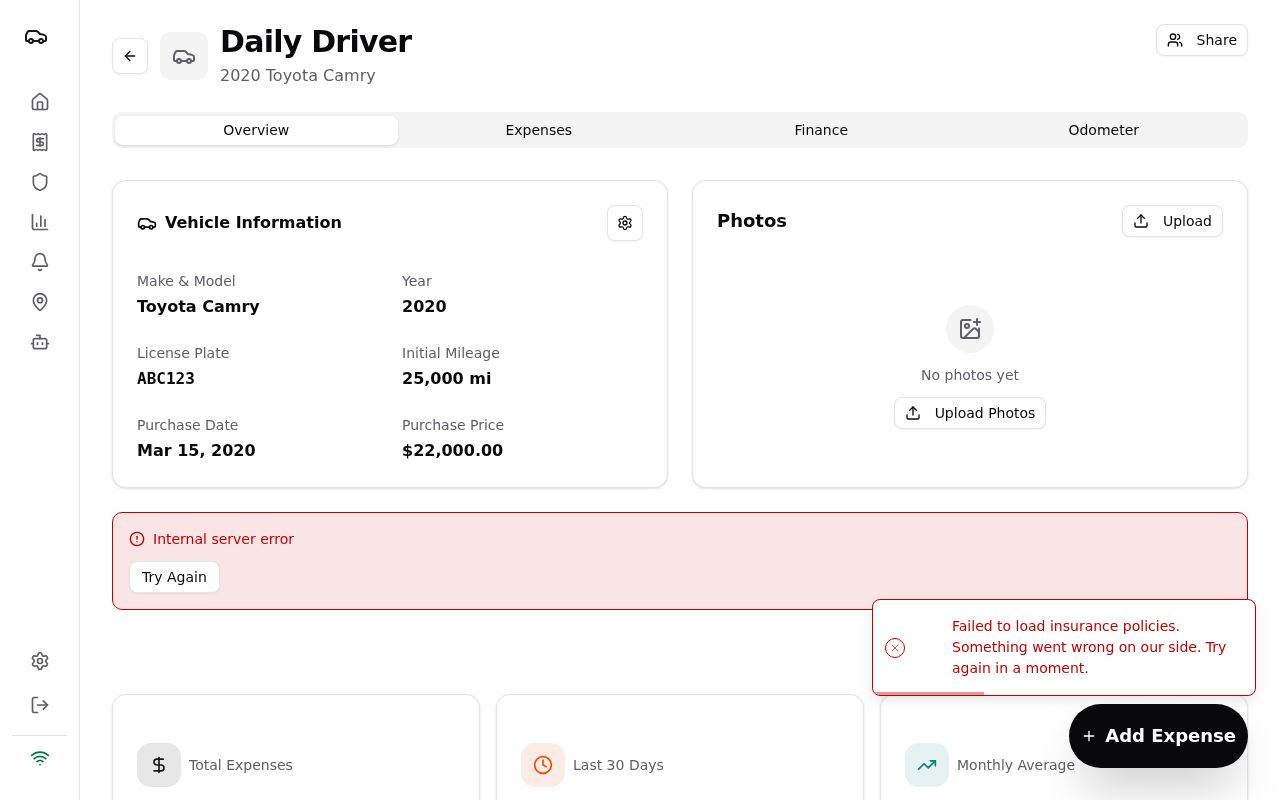 Daily Driver
2020 Toyota Camry
Share
Overview
Expenses
Finance
Odometer
Vehicle Information
Make & Model
Toyota Camry
Year
2020
License Plate
ABC123
Initial Mileage
25,000 mi
Purchase Date
Mar 15, 2020
Purchase Price
$22,000.00
Photos
Upload
No photos yet
Upload Photos
Internal server error
Try Again
Failed to load insurance policies.
Something went wrong on our side. Try
again in a moment.
Total Expenses
Last 30 Days
Monthly Average
Add Expense